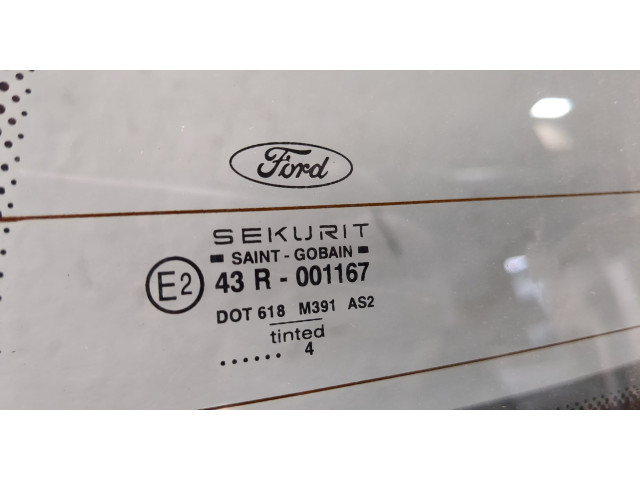 Ford
SEKURIT
SAINT - GOBAIN
E2 43 R - 001167
DOT 618 M391 AS2
tinted
...... 4